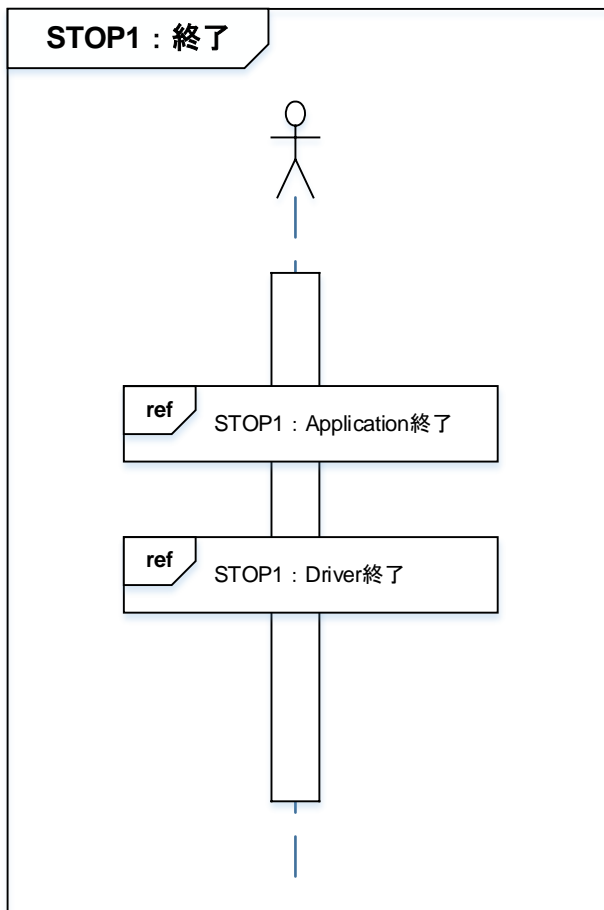 STOP1：終了
ref
STOP1：Application終了
ref
STOP1：Driver終了